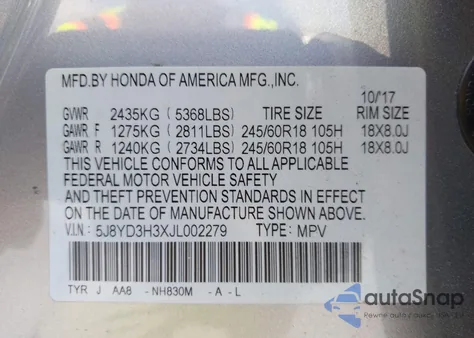 MFD.BY HONDA OF AMERICA MFG.,INC.
10/'17
GVWR 2435KG (5368LBS) TIRE SIZE RIM SIZE
GAWR F 1275KG (2811LBS) 245/60R18 105H 18X8.0J
GAWR R 1240KG (2734LBS) 245/60R18 105H 18X8.0J
THIS VEHICLE CONFORMS TO ALL APPLICABLE
FEDERAL MOTOR VEHICLE SAFETY
AND THEFT PREVENTION STANDARDS IN EFFECT
ON THE DATE OF MANUFACTURE SHOWN ABOVE.
V.I.N: 5J8YD3H3XJL002279 TYPE: MPV
TYR J AA8 -NH830M -A -L
autoSnap